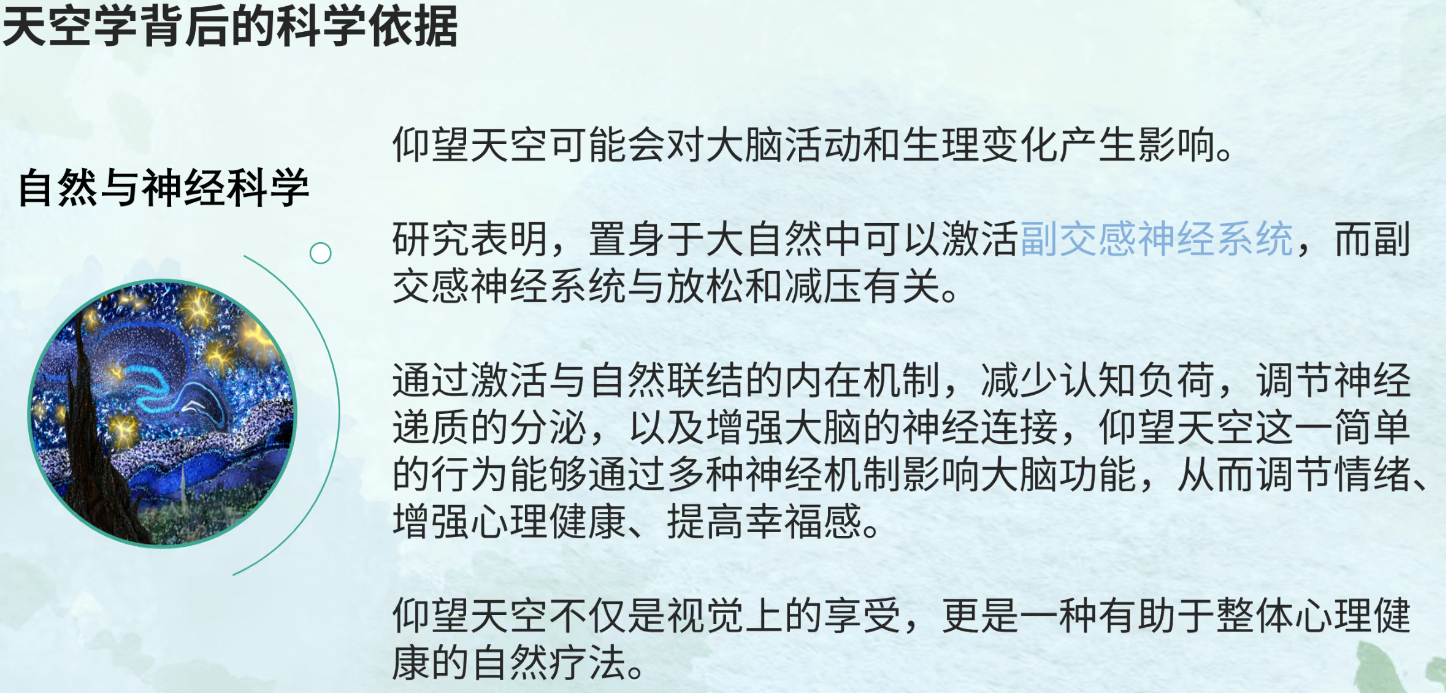 天空学背后的科学依据
自然与神经科学
仰望天空可能会对大脑活动和生理变化产生影响。
研究表明，置身于大自然中可以激活副交感神经系统，而副
交感神经系统与放松和减压有关。
通过激活与自然联结的内在机制，减少认知负荷，调节神经
递质的分泌，以及增强大脑的神经连接，仰望天空这一简单
的行为能够通过多种神经机制影响大脑功能，从而调节情绪、
增强心理健康、提高幸福感。
仰望天空不仅是视觉上的享受，更是一种有助于整体心理健
康的自然疗法。